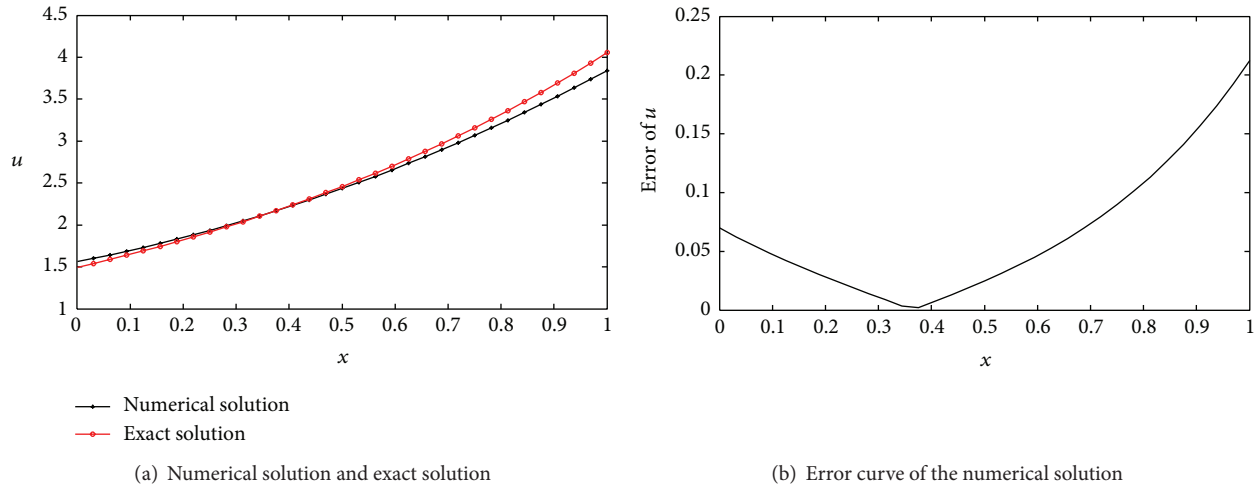 4.5
4
3.5
3
2.5
2
1.5
1
u
0 0.1 0.2 0.3 0.4 0.5 0.6 0.7 0.8 0.9 1
x
Numerical solution
Exact solution
(a) Numerical solution and exact solution
0.25
0.2
0.15
0.1
0.05
0
Error of u
0 0.1 0.2 0.3 0.4 0.5 0.6 0.7 0.8 0.9 1
x
(b) Error curve of the numerical solution